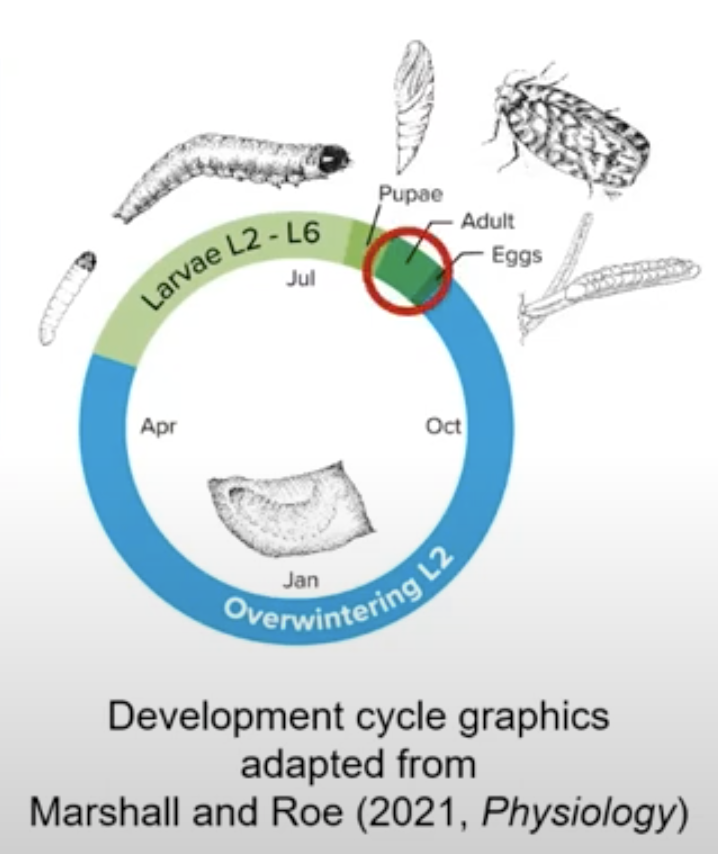 Pupae
Adult
Eggs
Larvae L2 - L6
Jul
Apr
Oct
Jan
Overwintering L2
Development cycle graphics
adapted from
Marshall and Roe (2021, Physiology)